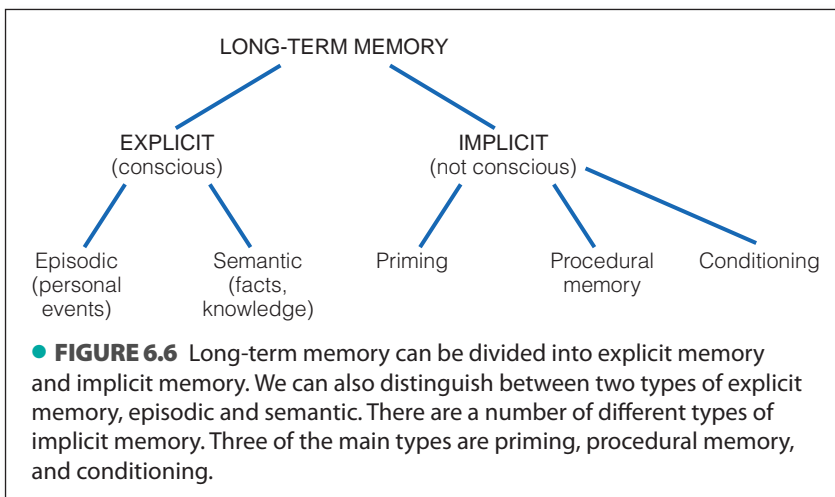 LONG-TERM MEMORY
EXPLICIT IMPLICIT
(conscious) (not conscious)
Episodic Semantic Priming Procedural Conditioning
(personal (facts, memory
events) knowledge)
● FIGURE 6.6 Long-term memory can be divided into explicit memory
and implicit memory. We can also distinguish between two types of explicit
memory, episodic and semantic. There are a number of different types of
implicit memory. Three of the main types are priming, procedural memory,
and conditioning.